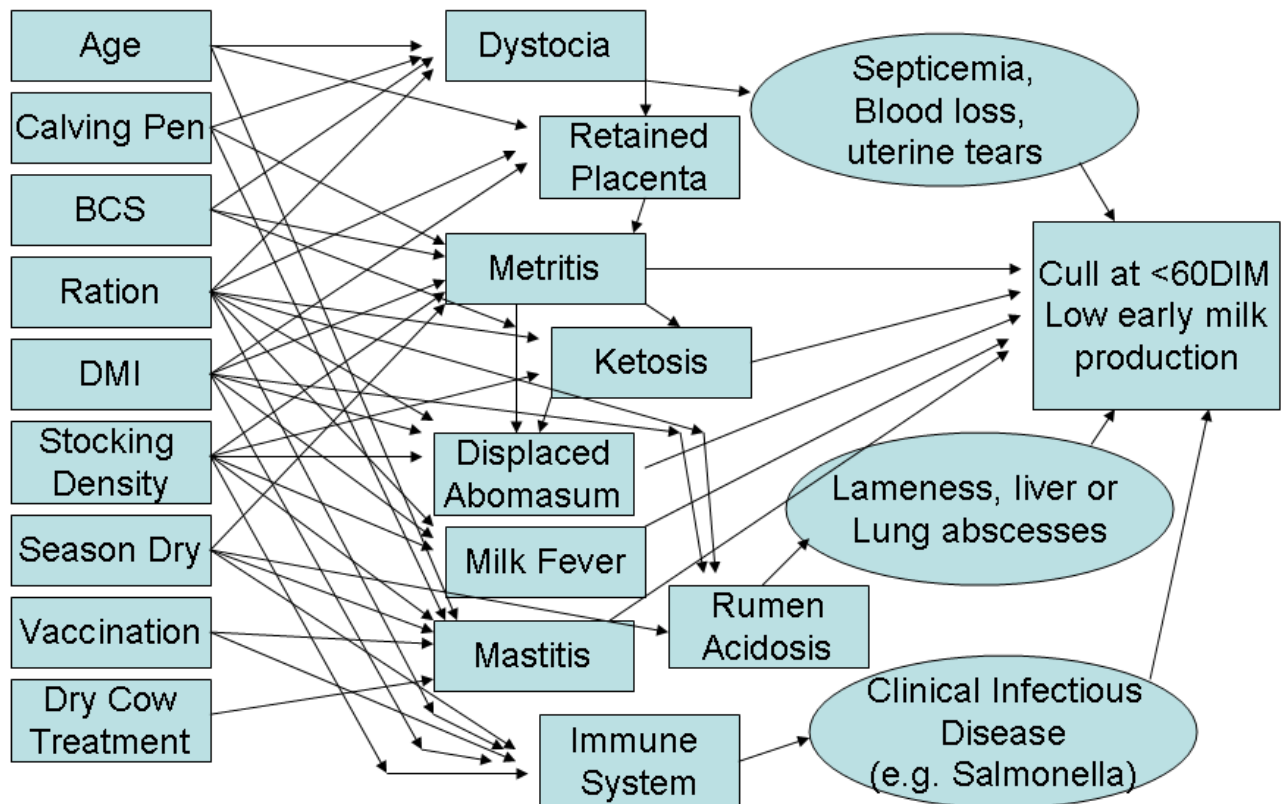 Age
Calving Pen
BCS
Ration
DMI
Stocking
Density
Season Dry
Vaccination
Dry Cow
Treatment
Dystocia
Retained
Placenta
Metritis
Ketosis
Displaced
Abomasum
Milk Fever
Mastitis
Rumen
Acidosis
Immune
System
Septicemia,
Blood loss,
uterine tears
Cull at <60DIM
Low early milk
production
Lameness, liver or
Lung abscesses
Clinical Infectious
Disease
(e.g. Salmonella)